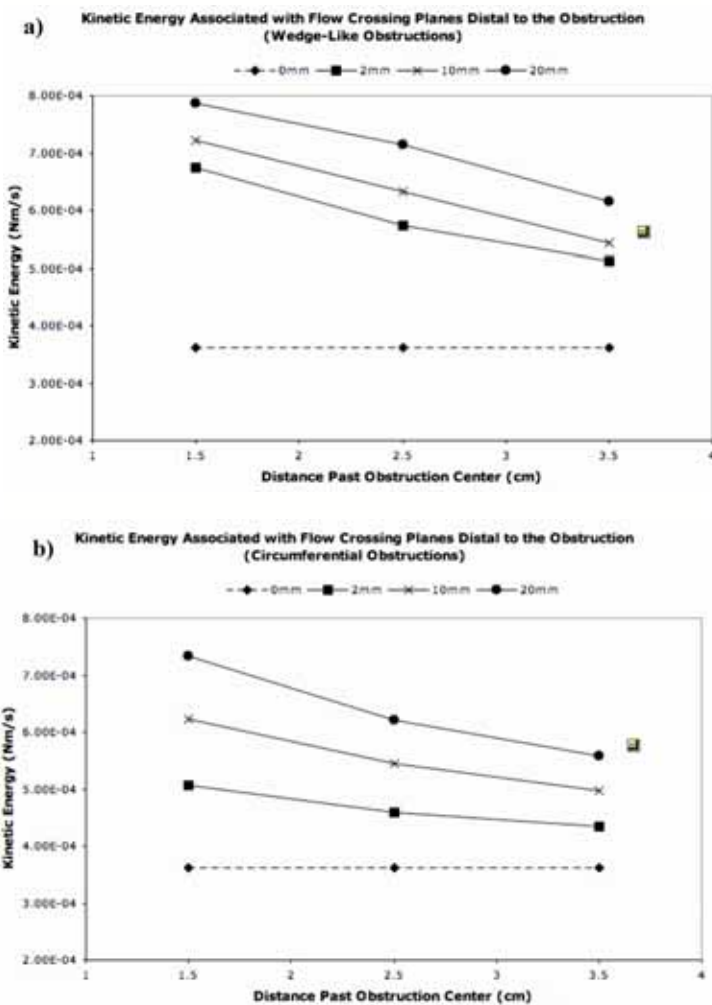 a)
Kinetic Energy Associated with Flow Crossing Planes Distal to the Obstruction
(Wedge-Like Obstructions)
0mm 2mm 10mm 20mm
8.00E-04
7.00E-04
6.00E-04
5.00E-04
4.00E-04
3.00E-04
2.00E-04
Kinetic Energy (Nm/s)
1 1.5 2 2.5 3 3.5 4
Distance Past Obstruction Center (cm)
b)
Kinetic Energy Associated with Flow Crossing Planes Distal to the Obstruction
(Circumferential Obstructions)
0mm 2mm 10mm 20mm
8.00E-04
7.00E-04
6.00E-04
5.00E-04
4.00E-04
3.00E-04
2.00E-04
Kinetic Energy (Nm/s)
1 1.5 2 2.5 3 3.5 4
Distance Past Obstruction Center (cm)